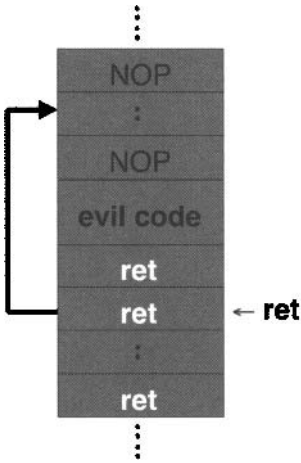 NOP
:
NOP
evil code
ret
ret ← ret
:
ret